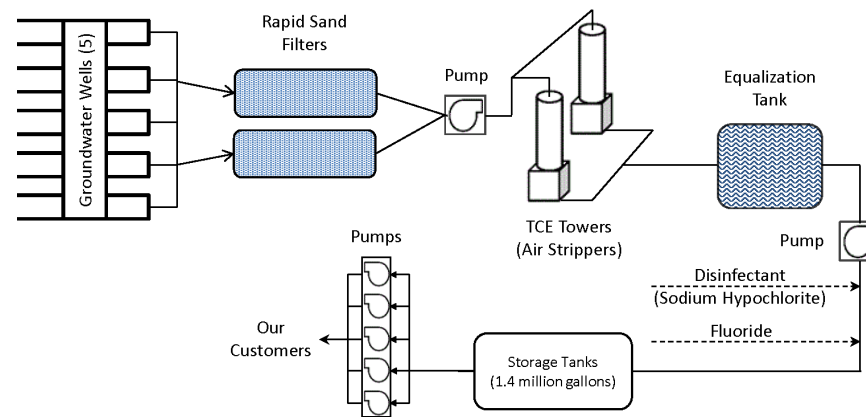 Groundwater Wells (5)
Rapid Sand
Filters
Pump
TCE Towers
(Air Strippers)
Equalization
Tank
Pump
Disinfectant
(Sodium Hypochlorite)
Fluoride
Storage Tanks
(1.4 million gallons)
Pumps
Our
Customers